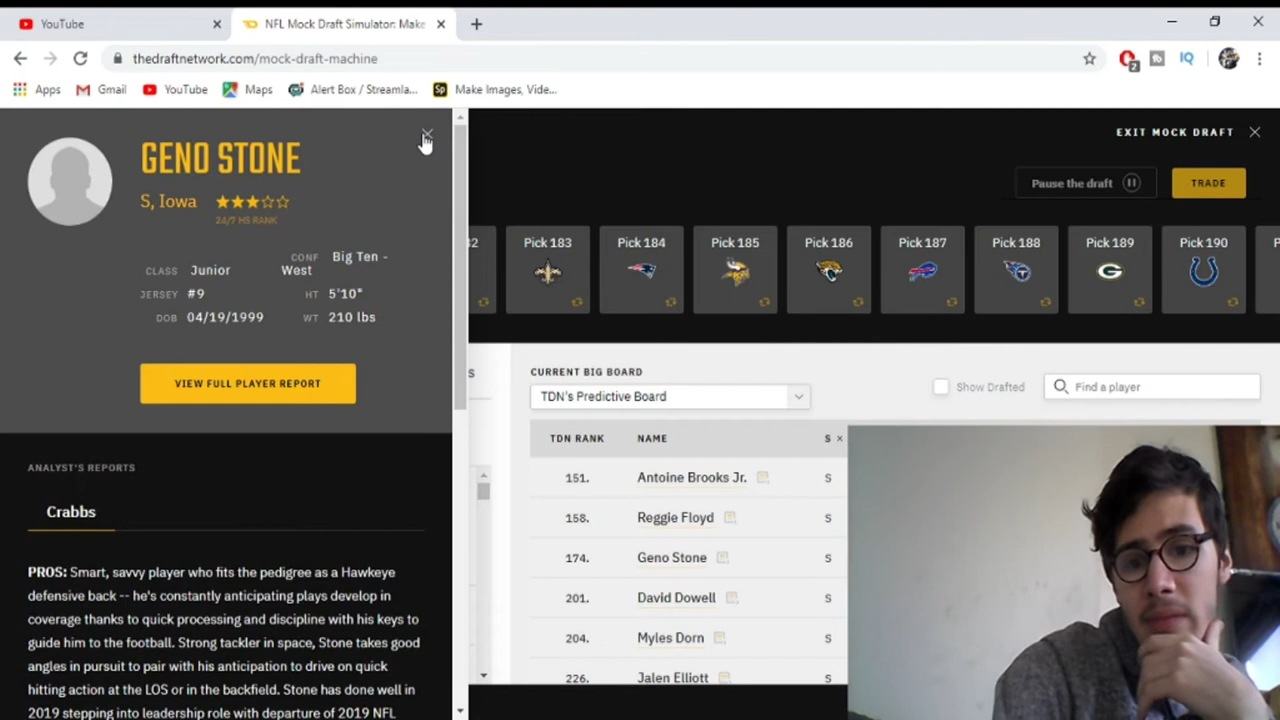 YouTube
NFL Mock Draft Simulator: Make
thedraftnetwork.com/mock-draft-machine
2
IQ
Apps Gmail YouTube Maps Alert Box / Streamla... Sp Make Images, Vide...
GENO STONE
S, Iowa
24/7 HS RANK
CLASS Junior
CONF Big Ten - West
JERSEY #9
HT 5'10"
DOB 04/19/1999
WT 210 lbs
VIEW FULL PLAYER REPORT
ANALYST'S REPORTS
Crabbs
PROS: Smart, savvy player who fits the pedigree as a Hawkeye
defensive back -- he's constantly anticipating plays develop in
coverage thanks to quick processing and discipline with his keys to
guide him to the football. Strong tackler in space, Stone takes good
angles in pursuit to pair with his anticipation to drive on quick
hitting action at the LOS or in the backfield. Stone has done well in
2019 stepping into leadership role with departure of 2019 NFL
EXIT MOCK DRAFT
Pause the draft
TRADE
2 Pick 183 Pick 184 Pick 185 Pick 186 Pick 187 Pick 188 Pick 189 Pick 190 P
G
S
CURRENT BIG BOARD
TDN's Predictive Board
Show Drafted
Find a player
TDN RANK NAME S ×
151. Antoine Brooks Jr. S
158. Reggie Floyd S
174. Geno Stone S
201. David Dowell S
204. Myles Dorn S
226. Jalen Elliott S